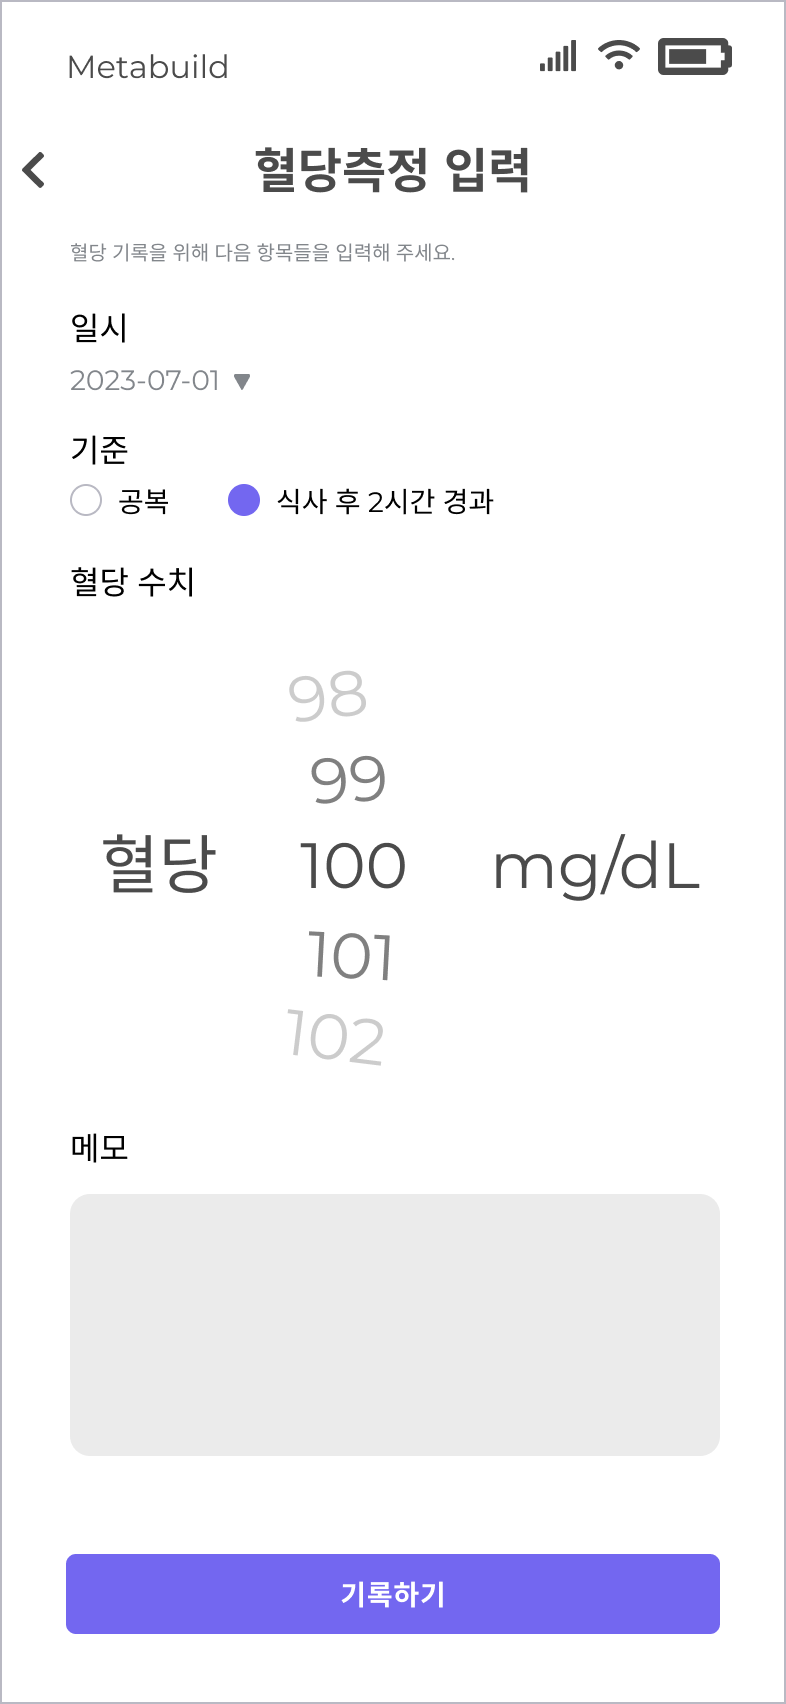 Metabuild
혈당측정 입력
혈당 기록을 위해 다음 항목들을 입력해 주세요.
일시
2023-07-01 ▼
기준
공복 식사 후 2시간 경과
혈당 수치
98
99
혈당 100 mg/dL
101
102
메모
기록하기